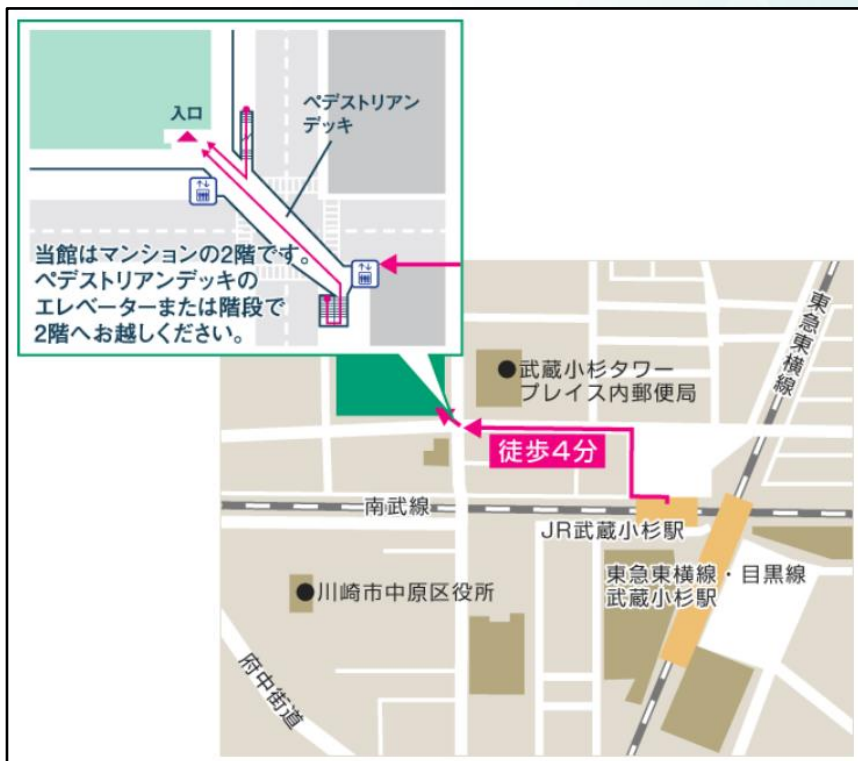 入口
ペデストリアン
デッキ
当館はマンションの2階です。
ペデストリアンデッキの
エレベーターまたは階段で
2階へお越しください。
東急東横線
●武蔵小杉タワー
プレイス内郵便局
徒歩4分
南武線
JR武蔵小杉駅
東急東横線・目黒線
武蔵小杉駅
●川崎市中原区役所
府中街道